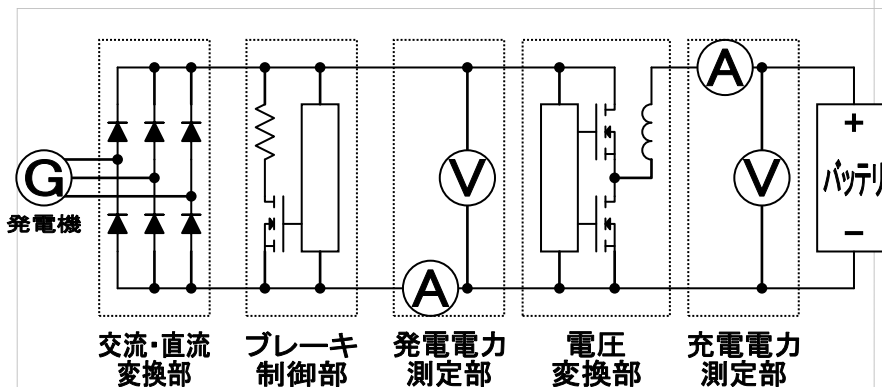 A
A
V
V
G
発電機
+
バッテリ
−
交流・直流
変換部
ブレーキ
制御部
発電電力
測定部
電圧
変換部
充電電力
測定部